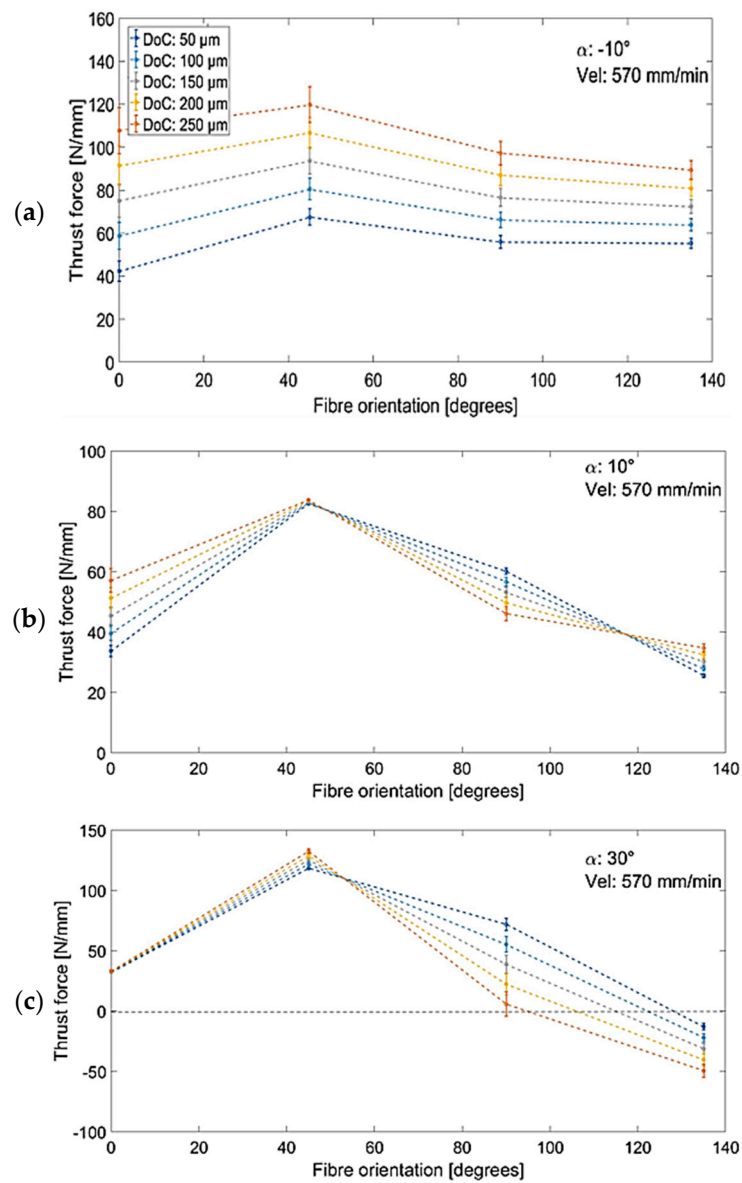 (a)
Thrust force [N/mm]
160
140
120
100
80
60
40
20
0
DoC: 50 µm
DoC: 100 µm
DoC: 150 µm
DoC: 200 µm
DoC: 250 µm
α: -10°
Vel: 570 mm/min
0 20 40 60 80 100 120 140
Fibre orientation [degrees]
(b)
Thrust force [N/mm]
100
80
60
40
20
0
α: 10°
Vel: 570 mm/min
0 20 40 60 80 100 120 140
Fibre orientation [degrees]
(c)
Thrust force [N/mm]
150
100
50
0
-50
-100
α: 30°
Vel: 570 mm/min
0 20 40 60 80 100 120 140
Fibre orientation [degrees]